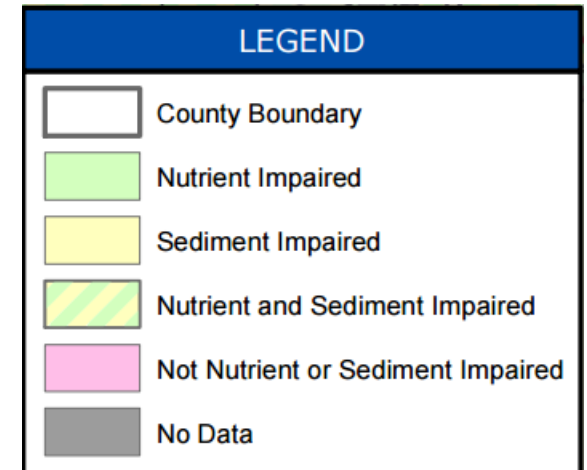 LEGEND
County Boundary
Nutrient Impaired
Sediment Impaired
Nutrient and Sediment Impaired
Not Nutrient or Sediment Impaired
No Data